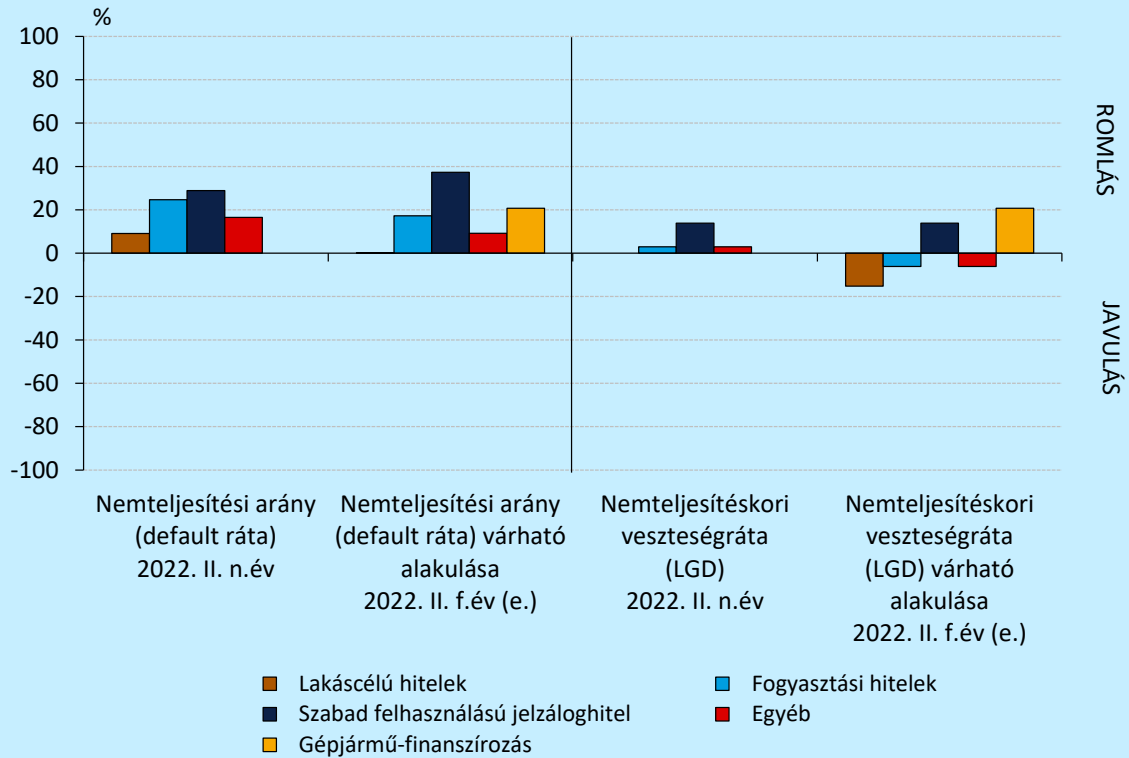 %
100
80
60
40
20
0
-20
-40
-60
-80
-100
ROMLÁS
JAVULÁS
Nemteljesítési arány
(default ráta)
2022. II. n.év
Nemteljesítési arány
(default ráta) várható
alakulása
2022. II. f.év (e.)
Nemteljesítéskori
veszteségráta
(LGD)
2022. II. n.év
Nemteljesítéskori
veszteségráta
(LGD) várható
alakulása
2022. II. f.év (e.)
Lakáscélú hitelek
Fogyasztási hitelek
Szabad felhasználású jelzáloghitel
Egyéb
Gépjármű-finanszírozás